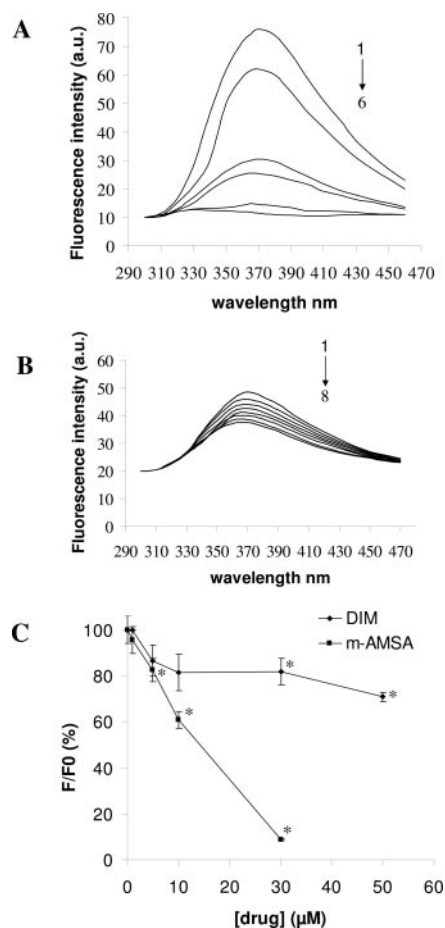 A
Fluorescence intensity (a.u.)
80
70
60
50
40
30
20
10
0
1
6
290 310 330 350 370 390 410 430 450 470
wavelength nm
B
Fluorescence intensity (a.u.)
60
50
40
30
20
10
0
1
8
290 310 330 350 370 390 410 430 450 470
wavelength nm
C
F/F0 (%)
100
80
60
40
20
0
DIM
m-AMSA
*
*
*
*
*
0 10 20 30 40 50 60
[drug] (µM)